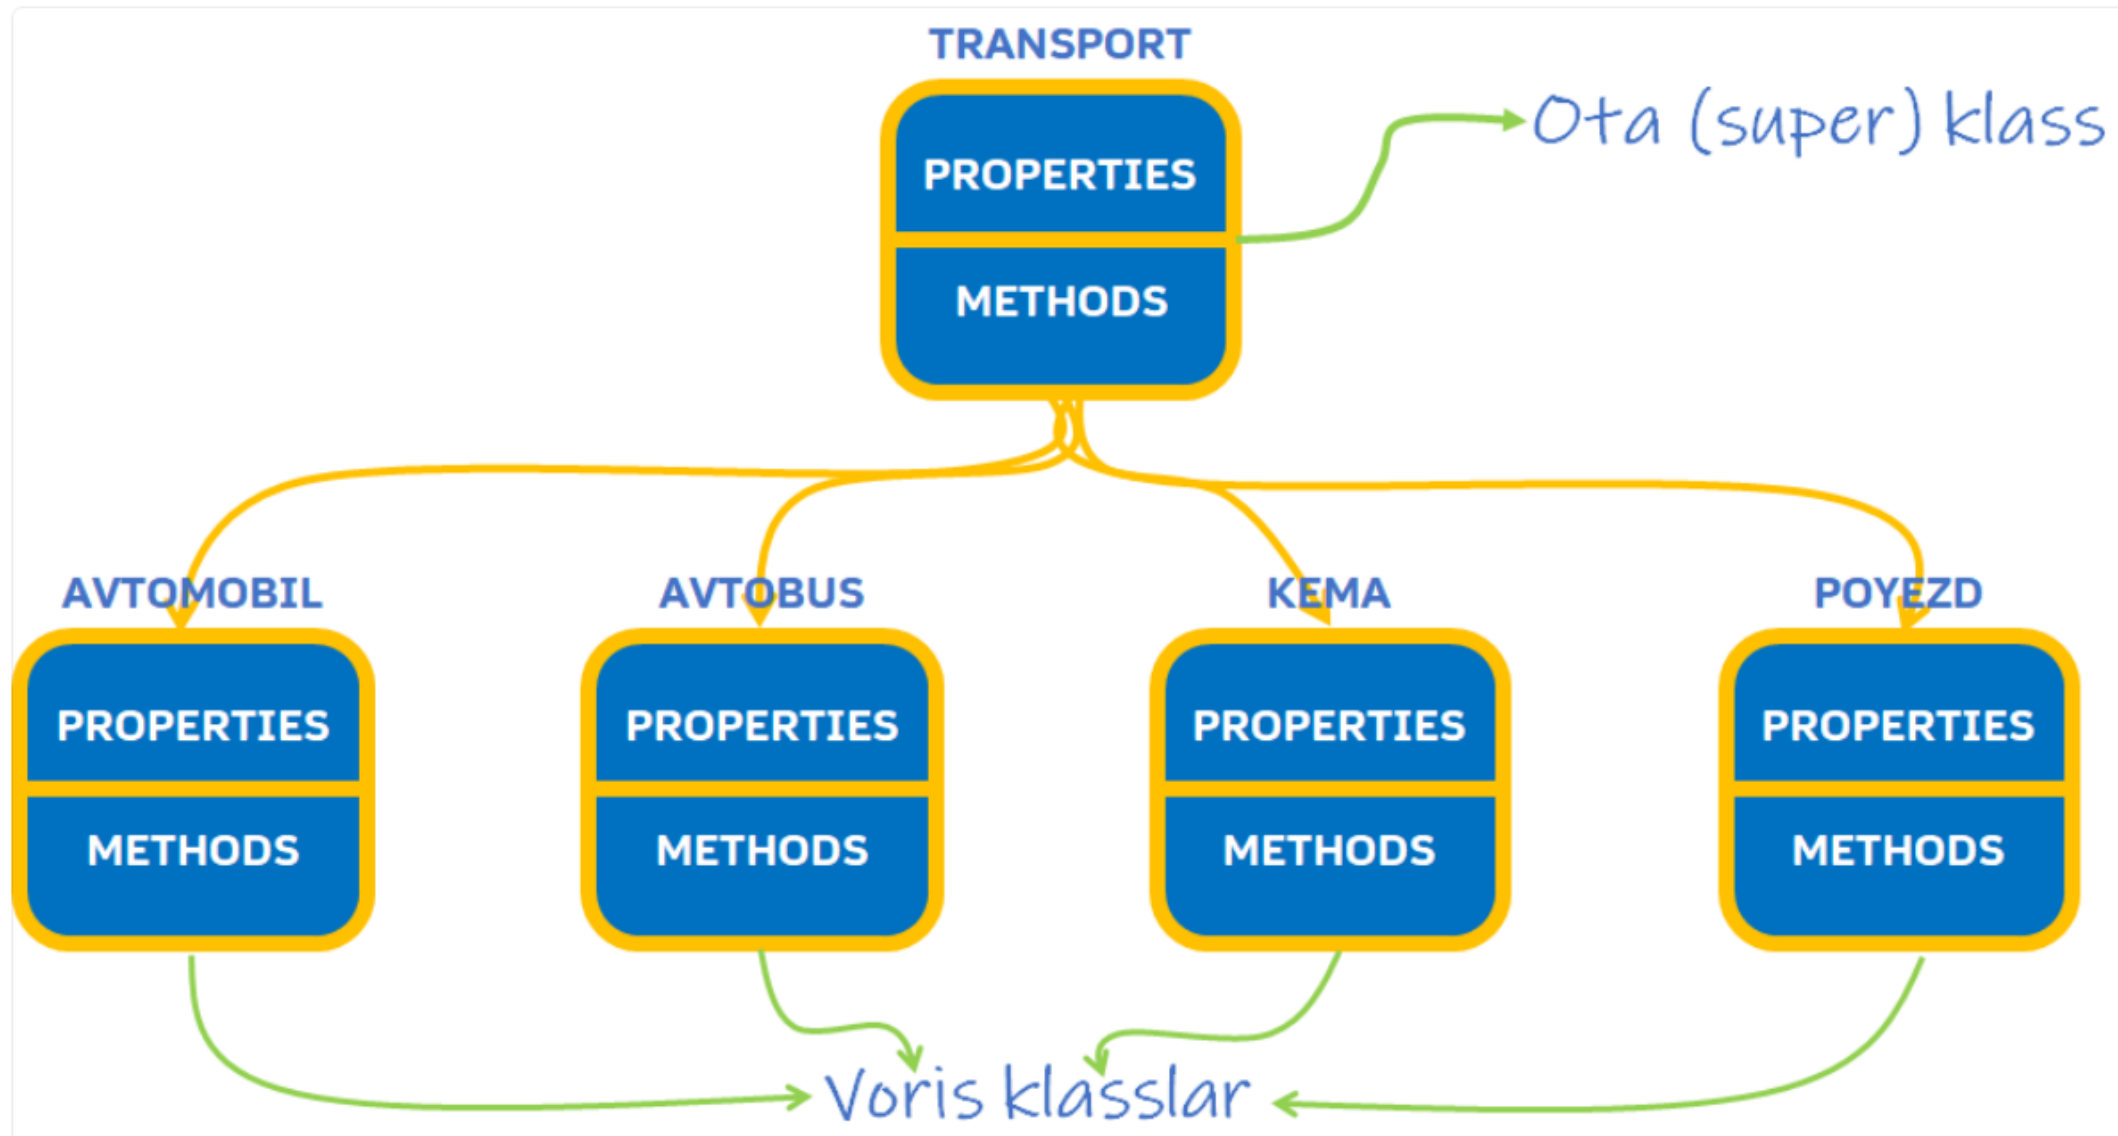 TRANSPORT
Ota (super) klass
PROPERTIES
METHODS
AVTOMOBIL
AVTOBUS
KEMA
POYEZD
PROPERTIES
PROPERTIES
PROPERTIES
PROPERTIES
METHODS
METHODS
METHODS
METHODS
Voris klasslar